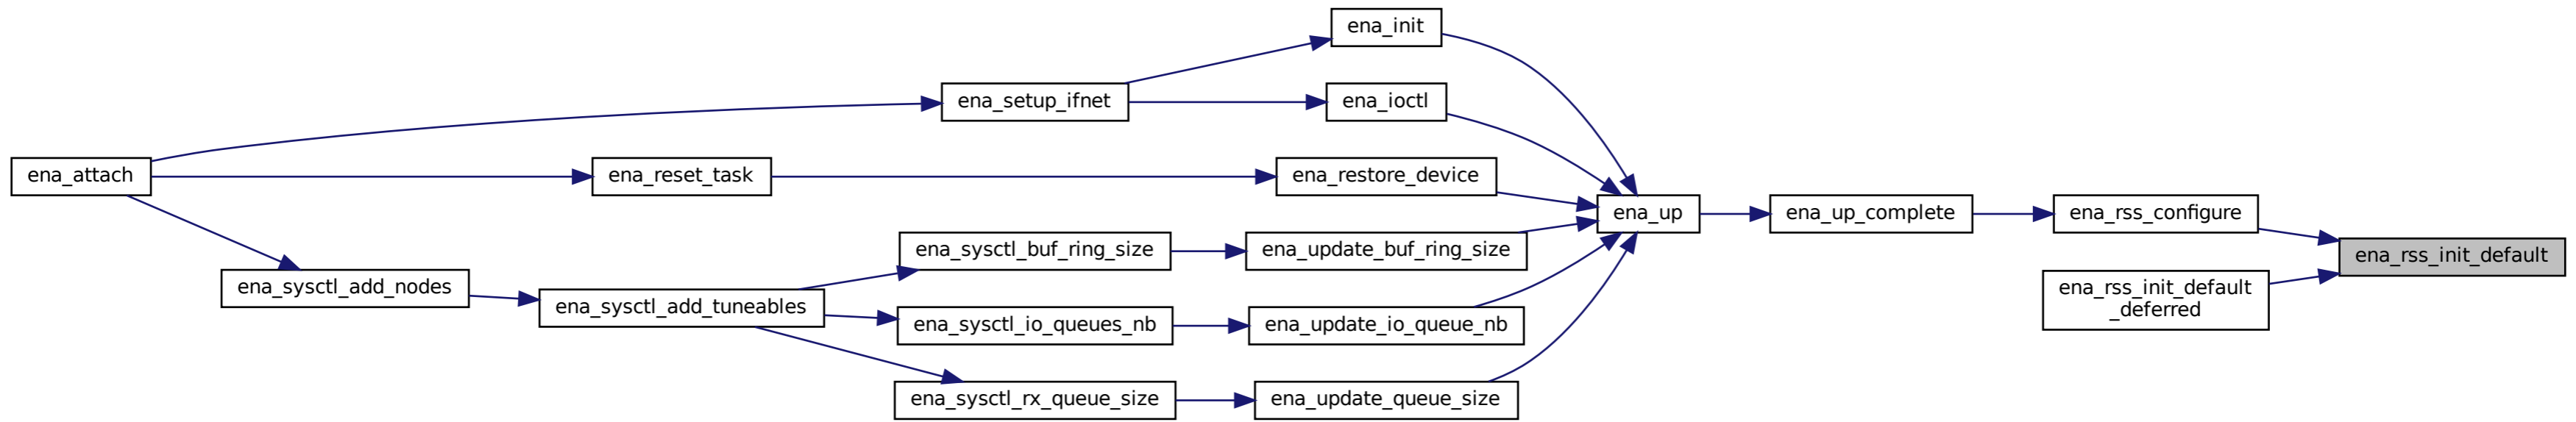 ena_init
ena_setup_ifnet
ena_ioctl
ena_attach
ena_reset_task
ena_restore_device
ena_up
ena_up_complete
ena_rss_configure
ena_sysctl_buf_ring_size
ena_update_buf_ring_size
ena_rss_init_default
ena_sysctl_add_nodes
ena_sysctl_add_tuneables
ena_rss_init_default
_deferred
ena_sysctl_io_queues_nb
ena_update_io_queue_nb
ena_sysctl_rx_queue_size
ena_update_queue_size